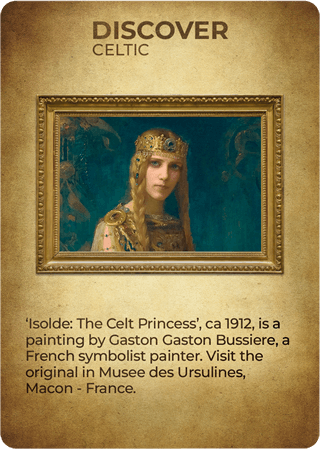 DISCOVER
CELTIC
‘Isolde: The Celt Princess’, ca 1912, is a
painting by Gaston Gaston Bussiere, a
French symbolist painter. Visit the
original in Musee des Ursulines,
Macon - France.